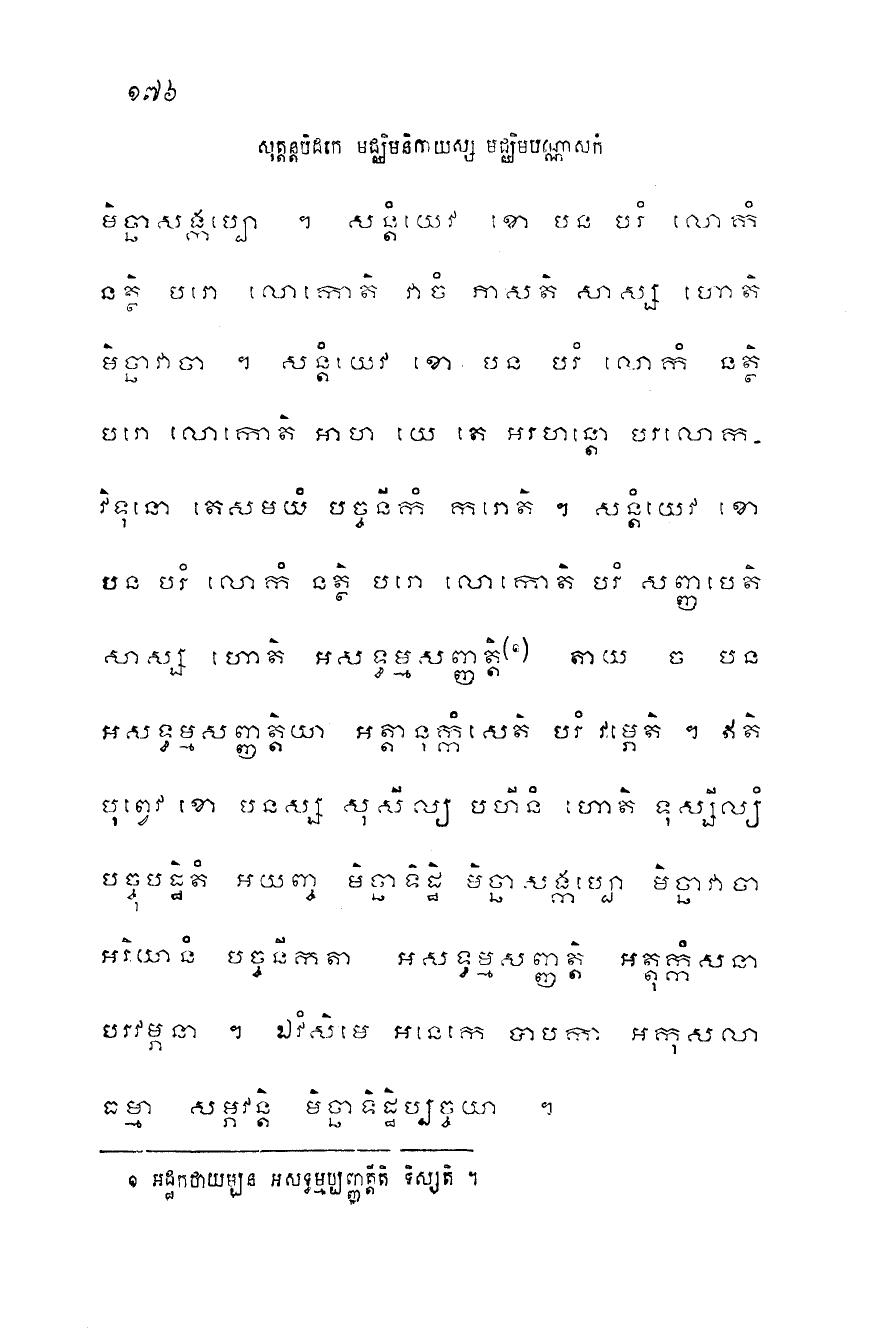 ១៧៦
សុត្តន្តបិដកេ មជ្ឈិមនិកាយស្ស មជ្ឈិមបណ្ណាសកំ
មិច្ឆាសង្កប្បោ ។ សន្តំយេវ ខោ បន បរំ លោកំ
នត្ថិ បរោ លោកោតិ វាចំ ភាសតិ សាស្ស ហោតិ
មិច្ឆាវាចា ។ សន្តំយេវ ខោ បន បរំ លោកំ នត្ថិ
បរោ លោកោតិ អាហ យេ តេ អរហន្តោ បរលោក-
វិទុនោ តេសមយំ បច្ចនីកំ ករោតិ ។ សន្តំយេវ ខោ
បន បរំ លោកំ នត្ថិ បរោ លោកោតិ បរំ សញ្ញាបេតិ
សាស្ស ហោតិ អសទ្ធម្មសញ្ញត្តិ(១) តាយ ច បន
អសទ្ធម្មសញ្ញត្តិយា អត្តានុក្កំសេតិ បរំ វម្ភេតិ ។ ឥតិ
បុព្វេវ ខោ បនស្ស សុសីល្យ បហីនំ ហោតិ ទុស្សីល្យំ
បច្ចុបដ្ឋិតំ អយញ្ច មិច្ឆាទិដ្ឋិ មិច្ឆាសង្កប្បោ មិច្ឆាវាចា
អរិយានំ បច្ចនីកតា អសទ្ធម្មសញ្ញត្តិ អត្តុក្កំសនា
បរវម្ភនា ។ ឯវំសិមេ អនេកេ បាបកា អកុសលា
ធម្មា សម្ភវន្តិ មិច្ឆាទិដ្ឋិប្បច្ចយា ។
១ អដ្ឋកថាយម្បន អសទ្ធម្មប្បញ្ញត្តីតិ ទិស្សតិ ។